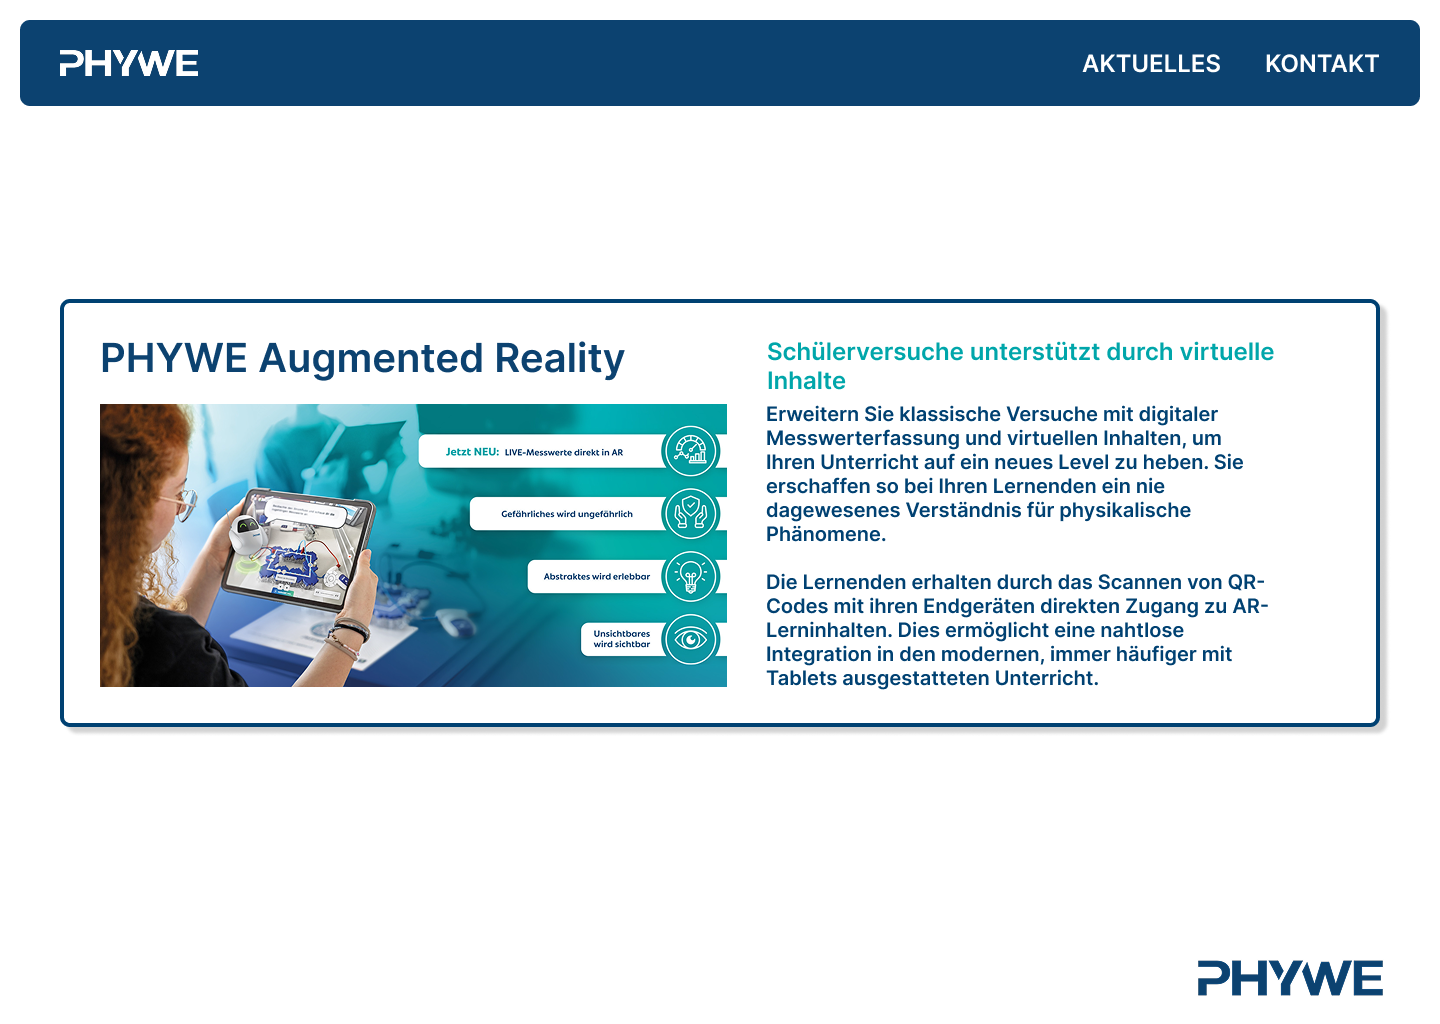 PHYWE
AKTUELLES
KONTAKT
PHYWE Augmented Reality
Jetzt NEU: LIVE-Messwerte direkt in AR
Gefährliches wird ungefährlich
Abstraktes wird erlebbar
Unsichtbares
wird sichtbar
Schülerversuche unterstützt durch virtuelle
Inhalte
Erweitern Sie klassische Versuche mit digitaler
Messwerterfassung und virtuellen Inhalten, um
Ihren Unterricht auf ein neues Level zu heben. Sie
erschaffen so bei Ihren Lernenden ein nie
dagewesenes Verständnis für physikalische
Phänomene.
Die Lernenden erhalten durch das Scannen von QR-
Codes mit ihren Endgeräten direkten Zugang zu AR-
Lerninhalten. Dies ermöglicht eine nahtlose
Integration in den modernen, immer häufiger mit
Tablets ausgestatteten Unterricht.
PHYWE